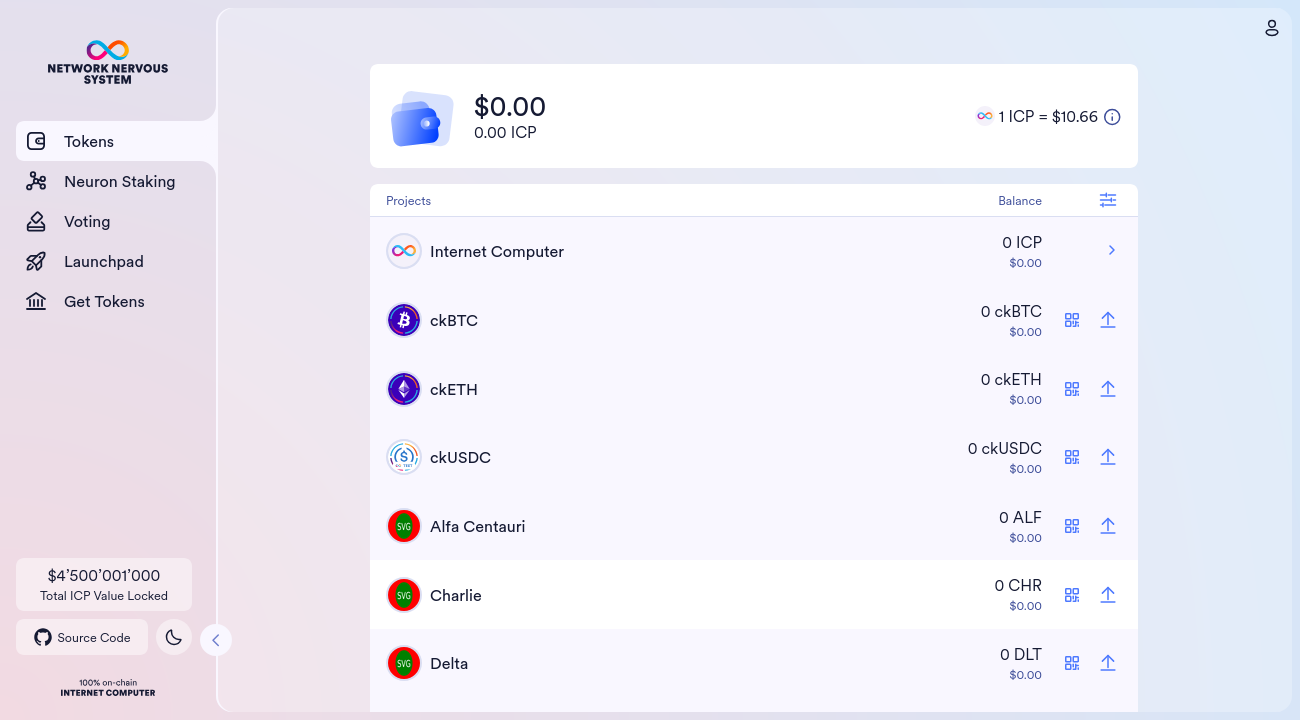 NETWORK NERVOUS
SYSTEM
Tokens
Neuron Staking
Voting
Launchpad
Get Tokens
$4’500’001’000
Total ICP Value Locked
Source Code
100% on-chain
INTERNET COMPUTER
$0.00
0.00 ICP
1 ICP = $10.66
Projects Balance
Internet Computer 0 ICP
$0.00
ckBTC 0 ckBTC
$0.00
ckETH 0 ckETH
$0.00
ckUSDC 0 ckUSDC
$0.00
SVG Alfa Centauri 0 ALF
$0.00
SVG Charlie 0 CHR
$0.00
SVG Delta 0 DLT
$0.00